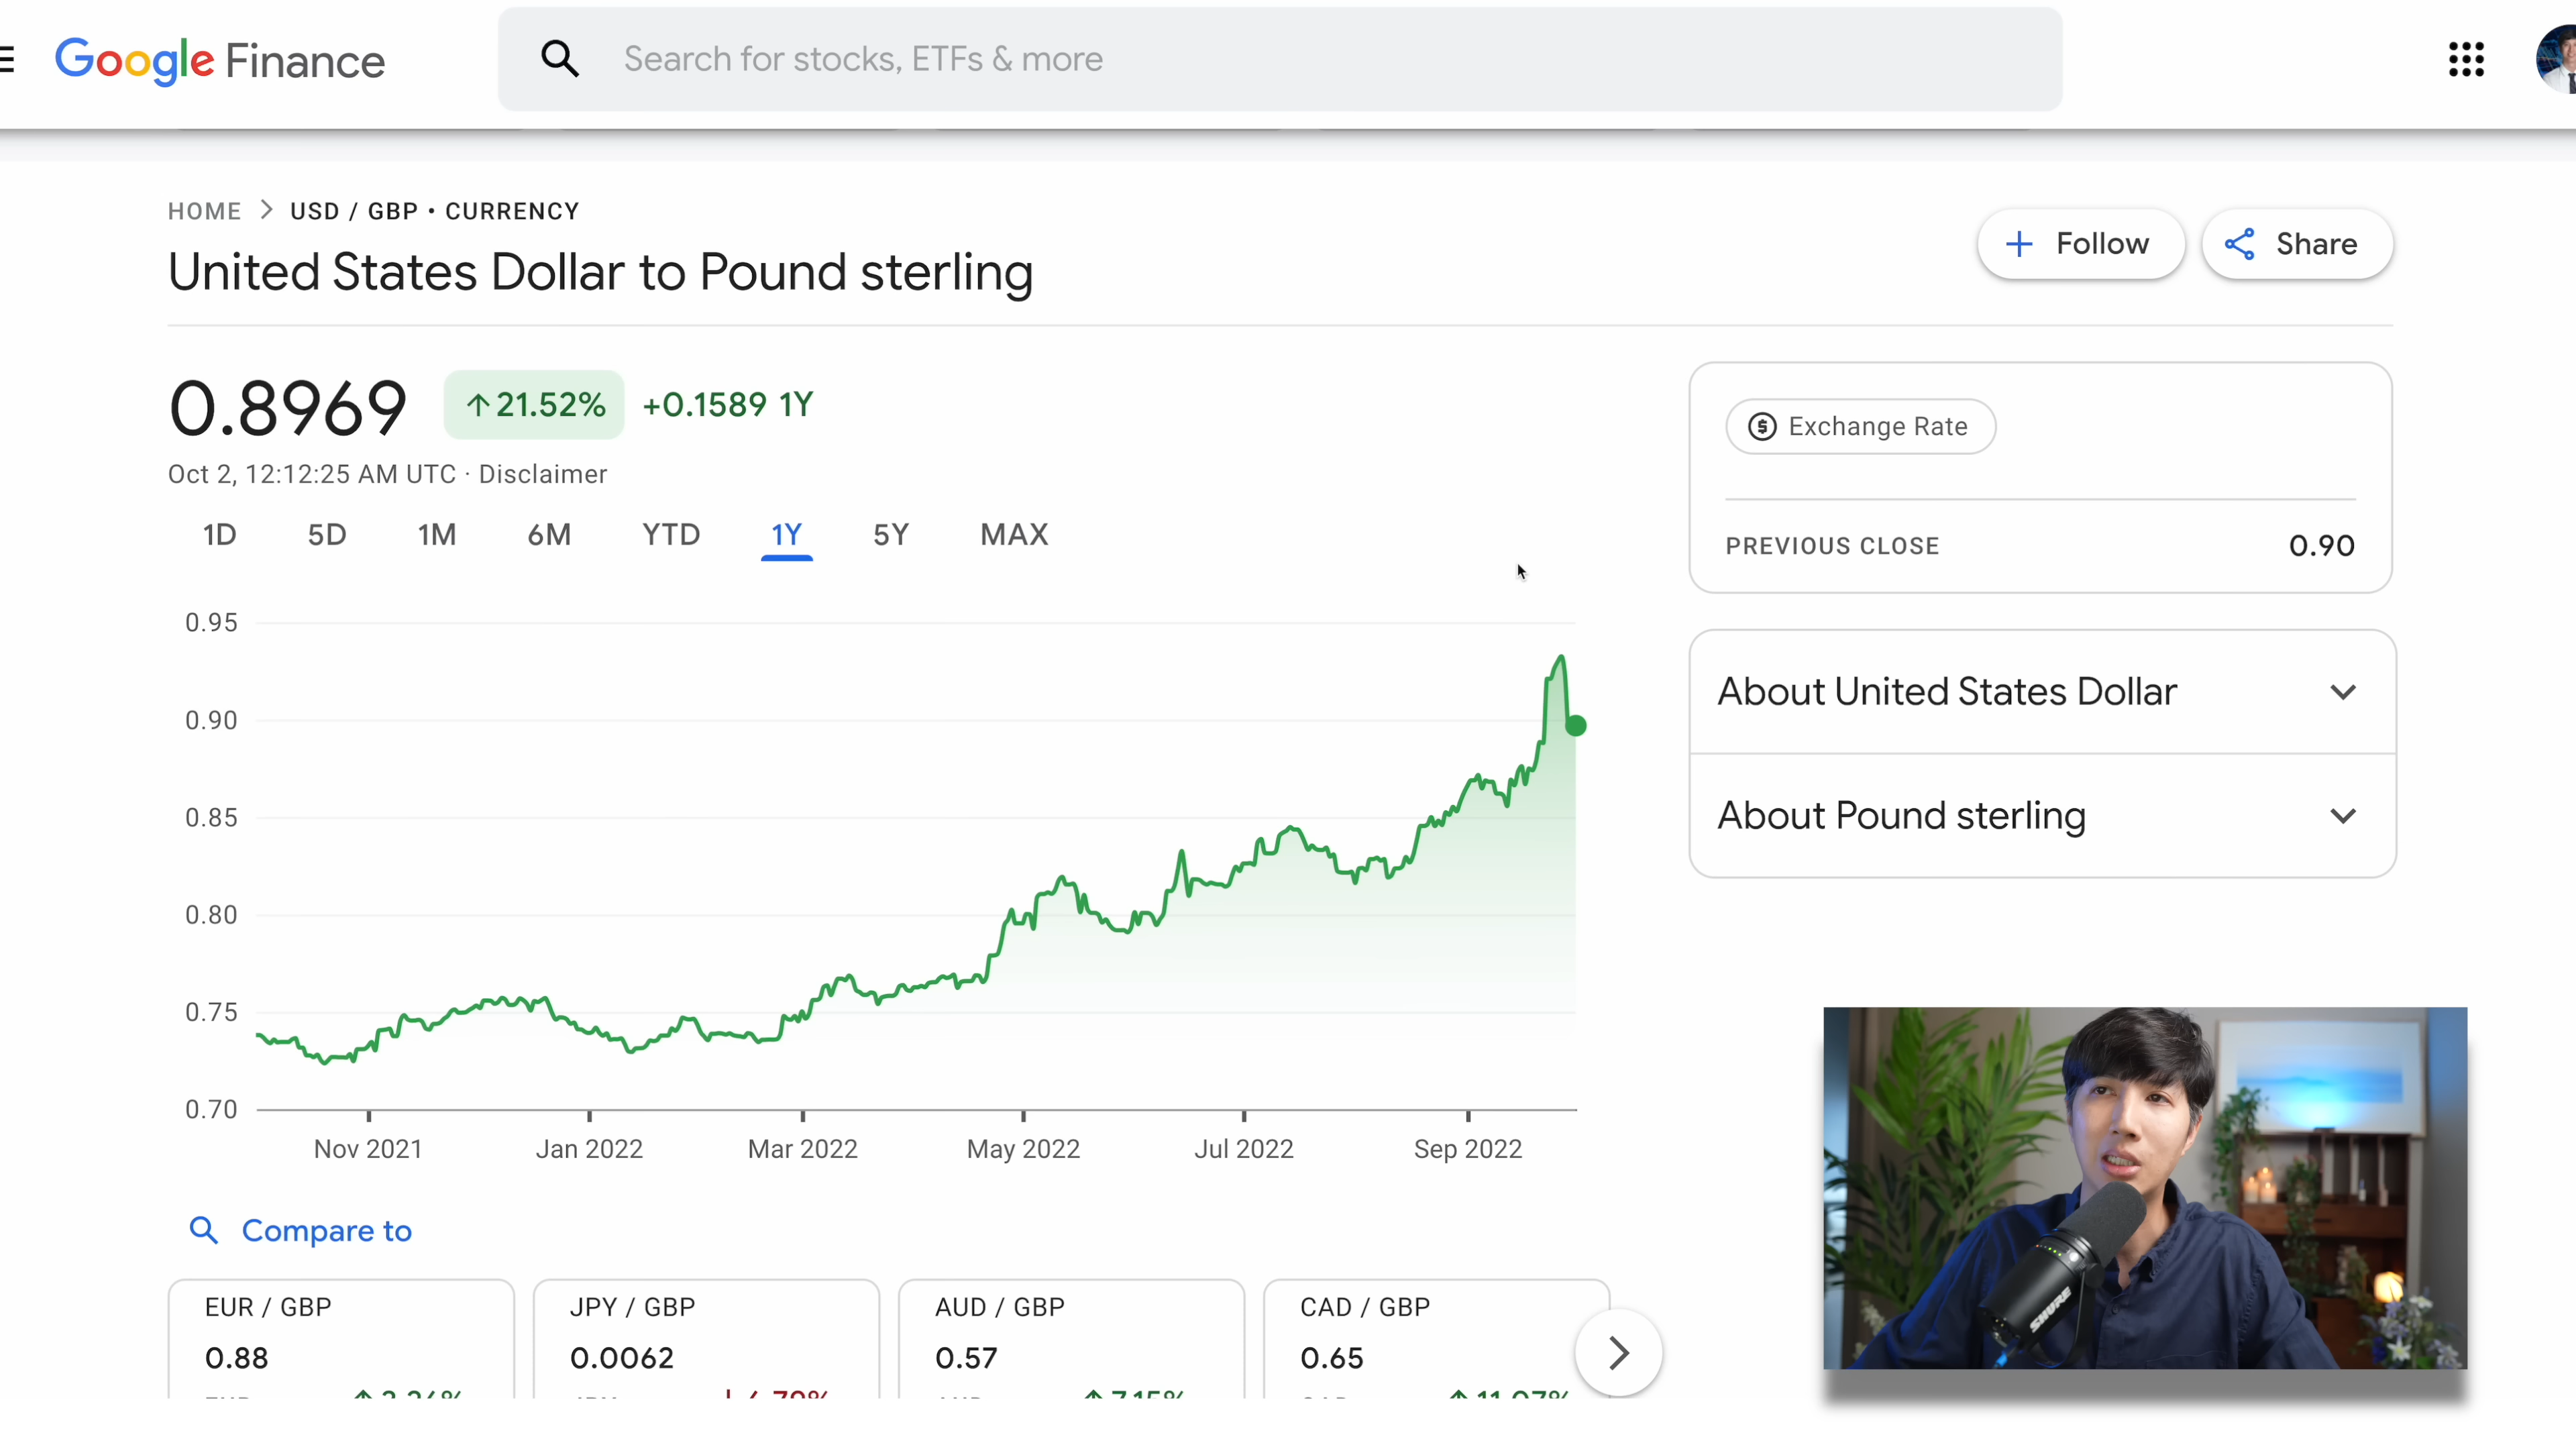 Google Finance
Search for stocks, ETFs & more
HOME > USD / GBP • CURRENCY
United States Dollar to Pound sterling
Follow
Share
0.8969 ↑21.52% +0.1589 1Y
Oct 2, 12:12:25 AM UTC · Disclaimer
1D 5D 1M 6M YTD 1Y 5Y MAX
Exchange Rate
PREVIOUS CLOSE 0.90
About United States Dollar
About Pound sterling
0.95
0.90
0.85
0.80
0.75
0.70
Nov 2021 Jan 2022 Mar 2022 May 2022 Jul 2022 Sep 2022
Compare to
EUR / GBP
0.88
JPY / GBP
0.0062
AUD / GBP
0.57
CAD / GBP
0.65
SHURE